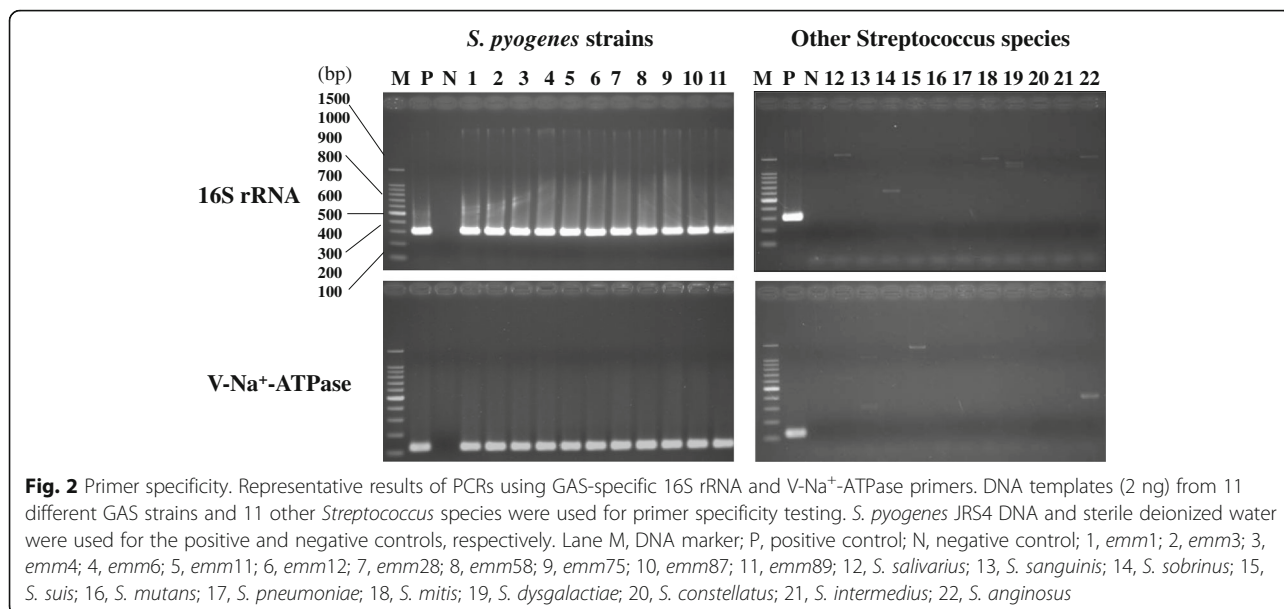 S. pyogenes strains
Other Streptococcus species
(bp)
M P N 1 2 3 4 5 6 7 8 9 10 11
M P N 12 13 14 15 16 17 18 19 20 21 22
1500
1000
900
800
700
600
500
400
300
200
100
16S rRNA
V-Na⁺-ATPase
Fig. 2 Primer specificity. Representative results of PCRs using GAS-specific 16S rRNA and V-Na⁺-ATPase primers. DNA templates (2 ng) from 11
different GAS strains and 11 other Streptococcus species were used for primer specificity testing. S. pyogenes JRS4 DNA and sterile deionized water
were used for the positive and negative controls, respectively. Lane M, DNA marker; P, positive control; N, negative control; 1, emm1; 2, emm3; 3,
emm4; 4, emm6; 5, emm11; 6, emm12; 7, emm28; 8, emm58; 9, emm75; 10, emm87; 11, emm89; 12, S. salivarius; 13, S. sanguinis; 14, S. sobrinus; 15,
S. suis; 16, S. mutans; 17, S. pneumoniae; 18, S. mitis; 19, S. dysgalactiae; 20, S. constellatus; 21, S. intermedius; 22, S. anginosus